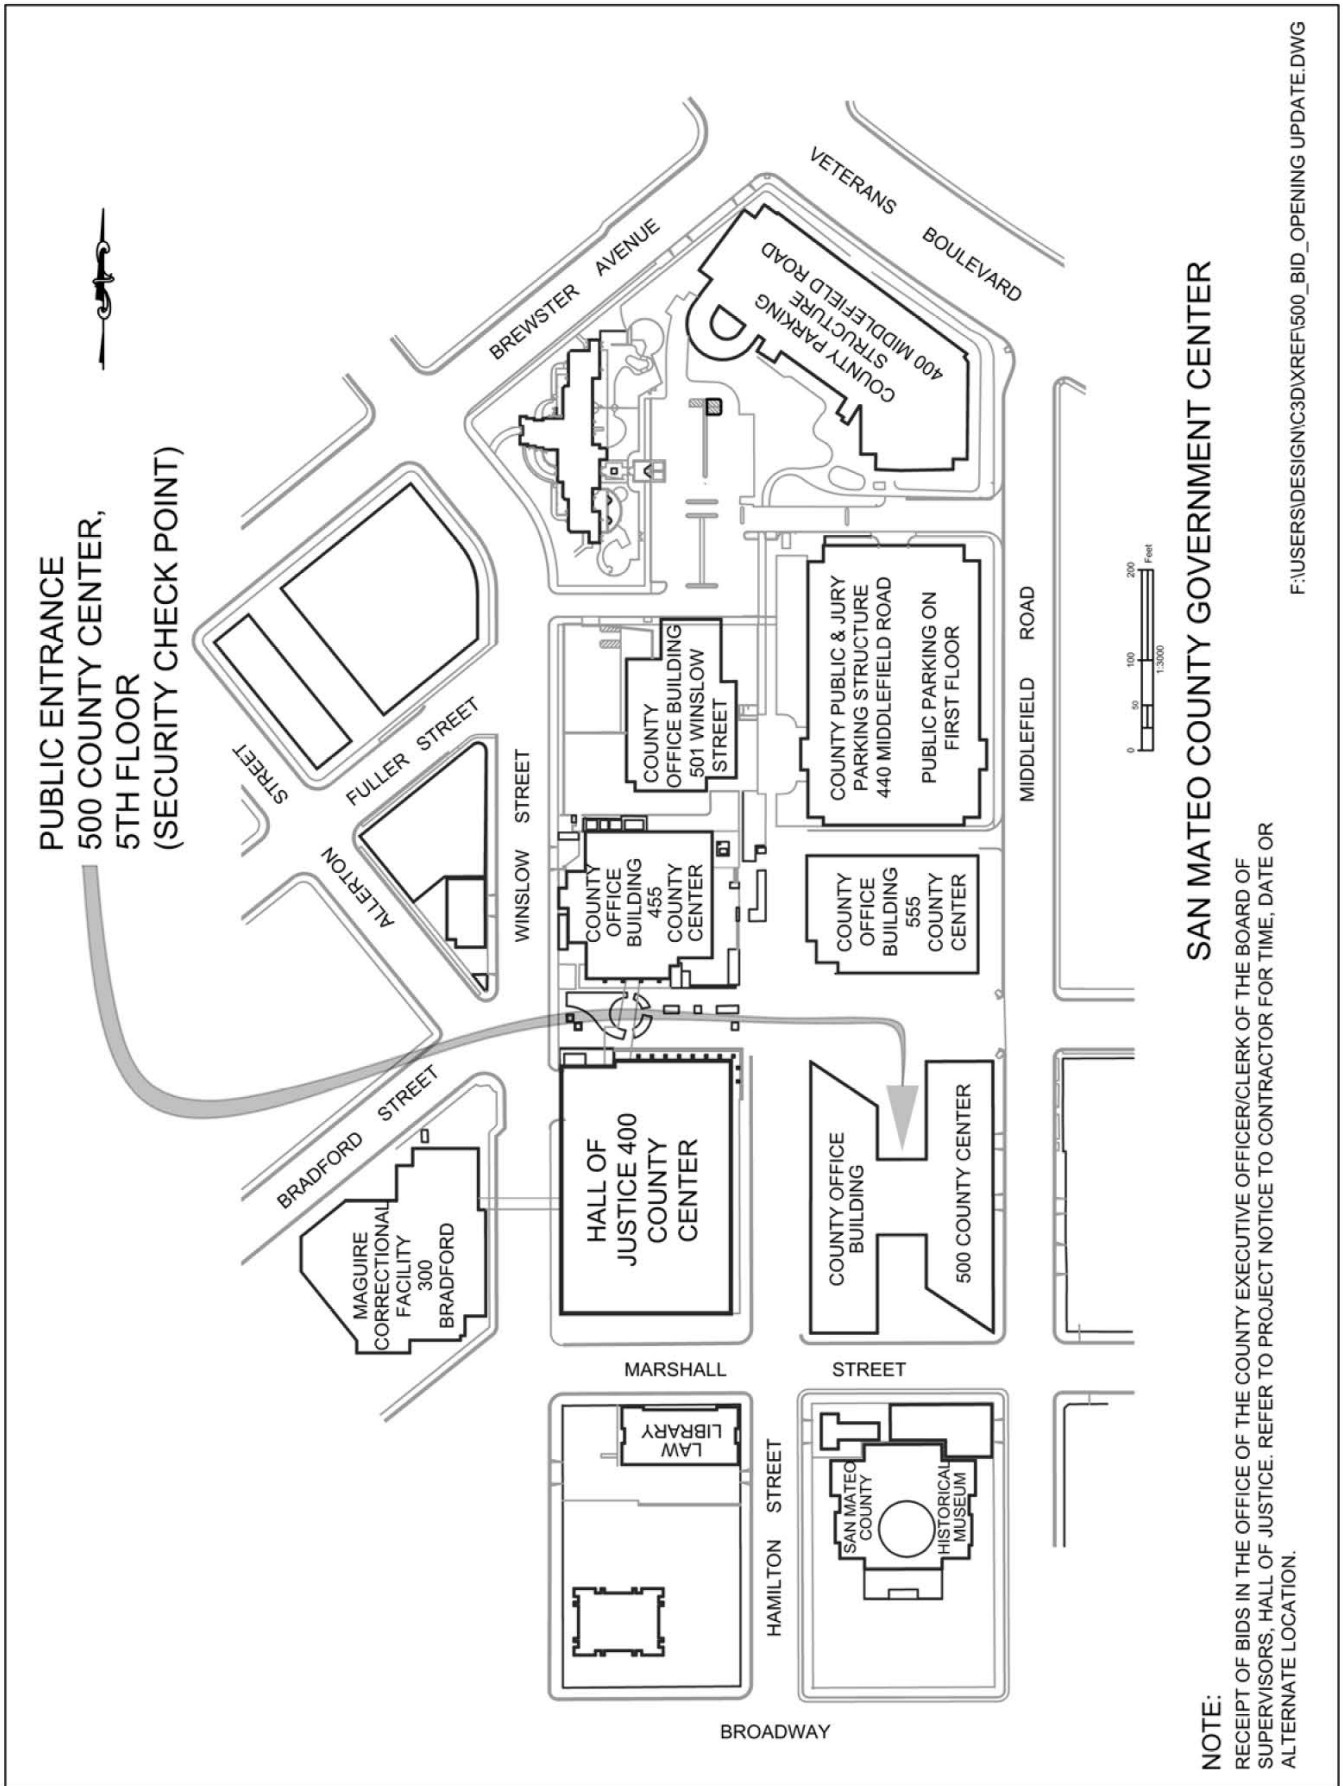 PUBLIC ENTRANCE
500 COUNTY CENTER,
5TH FLOOR
(SECURITY CHECK POINT)
BREWSTER AVENUE
VETERANS BOULEVARD
COUNTY PARKING
STRUCTURE
400 MIDDLEFIELD ROAD
STREET
FULLER STREET
ALLERTON
WINSLOW STREET
BRADFORD STREET
COUNTY
OFFICE BUILDING
501 WINSLOW
STREET
COUNTY PUBLIC & JURY
PARKING STRUCTURE
440 MIDDLEFIELD ROAD
PUBLIC PARKING ON
FIRST FLOOR
MIDDLEFIELD ROAD
COUNTY
OFFICE
BUILDING
455
COUNTY
CENTER
COUNTY
OFFICE
BUILDING
555
COUNTY
CENTER
MAGUIRE
CORRECTIONAL
FACILITY
300
BRADFORD
HALL OF
JUSTICE 400
COUNTY
CENTER
COUNTY OFFICE
BUILDING
500 COUNTY CENTER
MARSHALL STREET
LAW
LIBRARY
HAMILTON STREET
SAN MATEO
COUNTY
HISTORICAL
MUSEUM
BROADWAY
0 50 100 200
Feet
1:3000
SAN MATEO COUNTY GOVERNMENT CENTER
NOTE:
RECEIPT OF BIDS IN THE OFFICE OF THE COUNTY EXECUTIVE OFFICER/CLERK OF THE BOARD OF
SUPERVISORS, HALL OF JUSTICE. REFER TO PROJECT NOTICE TO CONTRACTOR FOR TIME, DATE OR
ALTERNATE LOCATION.
F:\USERS\DESIGN\C3D\XREF\500_BID_OPENING UPDATE.DWG